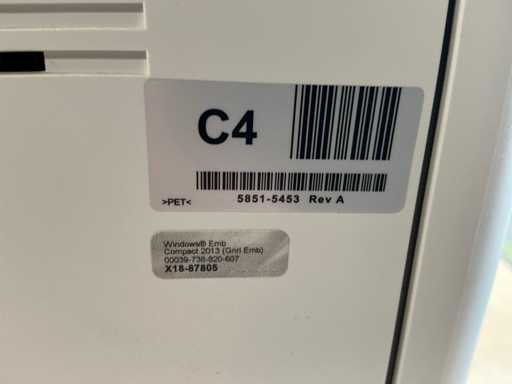 C4
>PET<
5851-5453 Rev A
Windows® Emb
Compact 2013 (Gnrl Emb)
00039-738-820-607
X18-87805